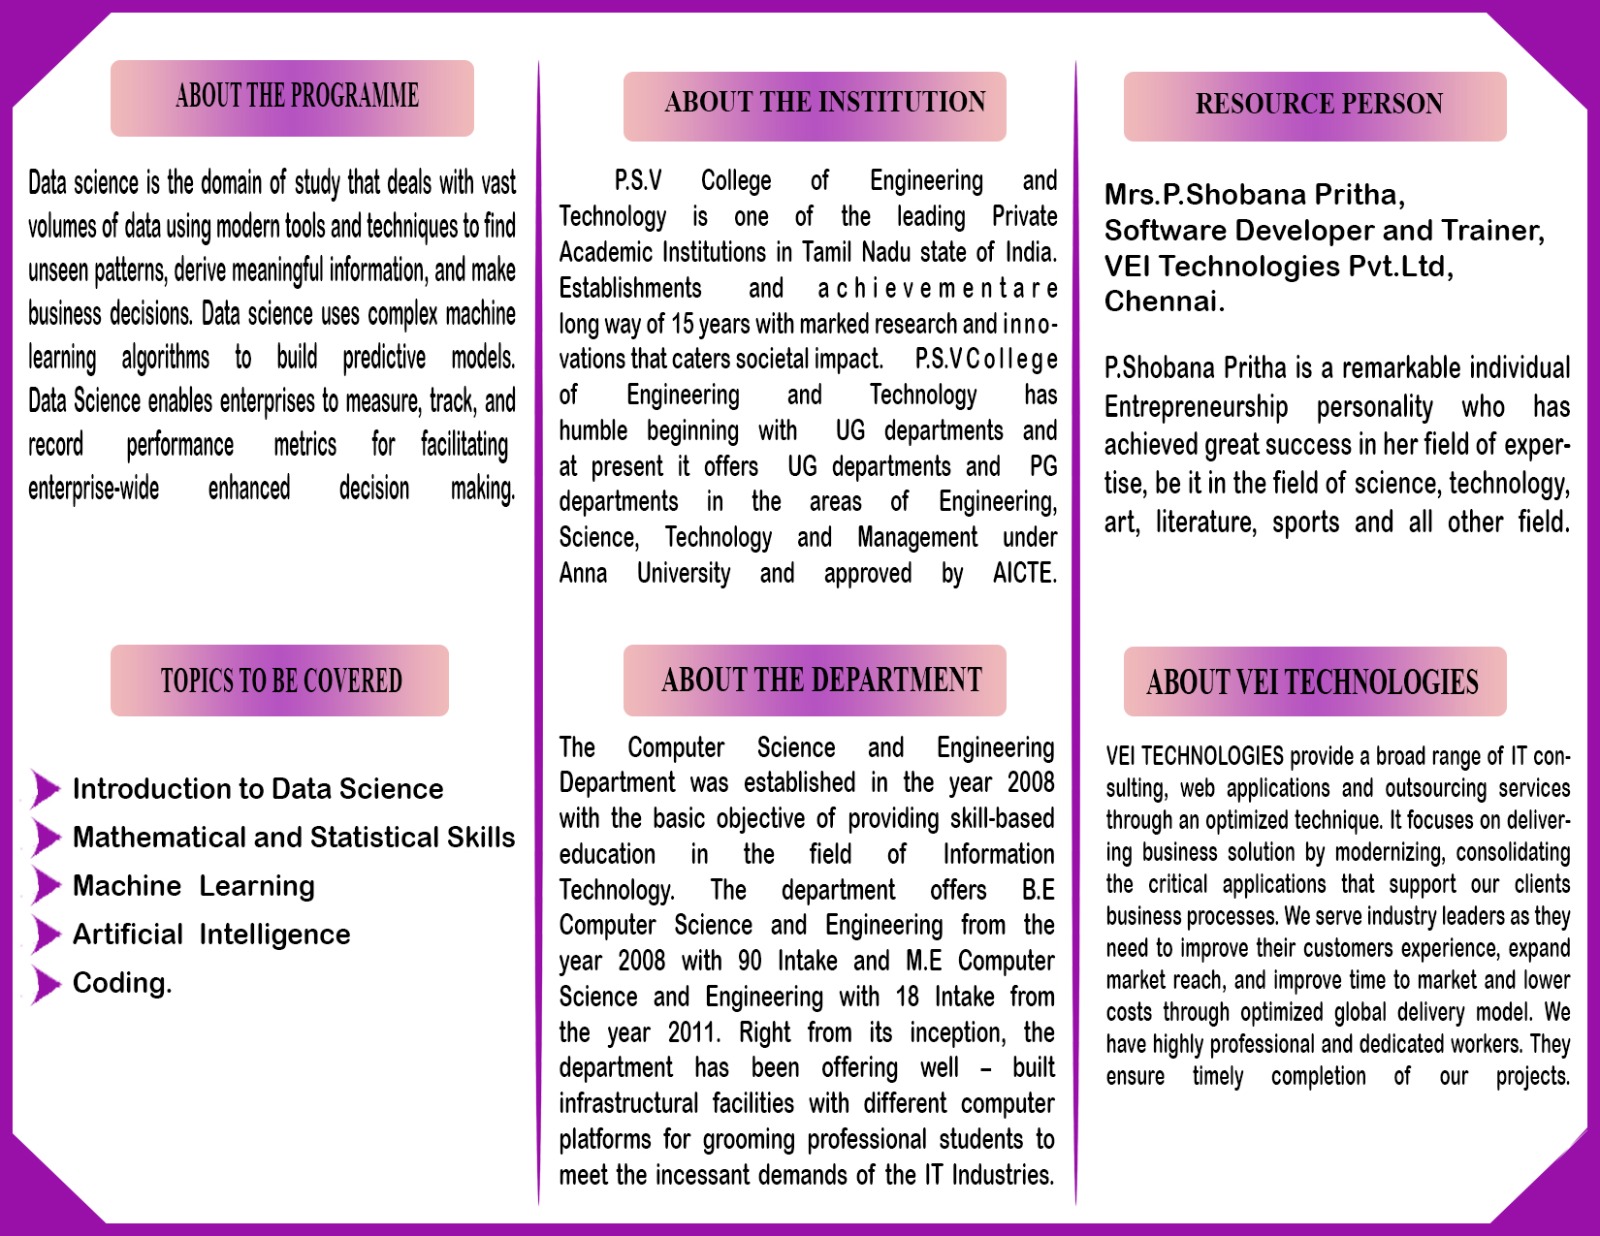 ABOUT THE PROGRAMME
Data science is the domain of study that deals with vast
volumes of data using modern tools and techniques to find
unseen patterns, derive meaningful information, and make
business decisions. Data science uses complex machine
learning algorithms to build predictive models.
Data Science enables enterprises to measure, track, and
record performance metrics for facilitating
enterprise-wide enhanced decision making.
TOPICS TO BE COVERED
Introduction to Data Science
Mathematical and Statistical Skills
Machine Learning
Artificial Intelligence
Coding.
ABOUT THE INSTITUTION
P.S.V College of Engineering and
Technology is one of the leading Private
Academic Institutions in Tamil Nadu state of India.
Establishments and achievementare
long way of 15 years with marked research and inno-
vations that caters societal impact. P.S.VCollege
of Engineering and Technology has
humble beginning with UG departments and
at present it offers UG departments and PG
departments in the areas of Engineering,
Science, Technology and Management under
Anna University and approved by AICTE.
ABOUT THE DEPARTMENT
The Computer Science and Engineering
Department was established in the year 2008
with the basic objective of providing skill-based
education in the field of Information
Technology. The department offers B.E
Computer Science and Engineering from the
year 2008 with 90 Intake and M.E Computer
Science and Engineering with 18 Intake from
the year 2011. Right from its inception, the
department has been offering well – built
infrastructural facilities with different computer
platforms for grooming professional students to
meet the incessant demands of the IT Industries.
RESOURCE PERSON
Mrs.P.Shobana Pritha,
Software Developer and Trainer,
VEI Technologies Pvt.Ltd,
Chennai.
P.Shobana Pritha is a remarkable individual
Entrepreneurship personality who has
achieved great success in her field of exper-
tise, be it in the field of science, technology,
art, literature, sports and all other field.
ABOUT VEI TECHNOLOGIES
VEI TECHNOLOGIES provide a broad range of IT con-
sulting, web applications and outsourcing services
through an optimized technique. It focuses on deliver-
ing business solution by modernizing, consolidating
the critical applications that support our clients
business processes. We serve industry leaders as they
need to improve their customers experience, expand
market reach, and improve time to market and lower
costs through optimized global delivery model. We
have highly professional and dedicated workers. They
ensure timely completion of our projects.